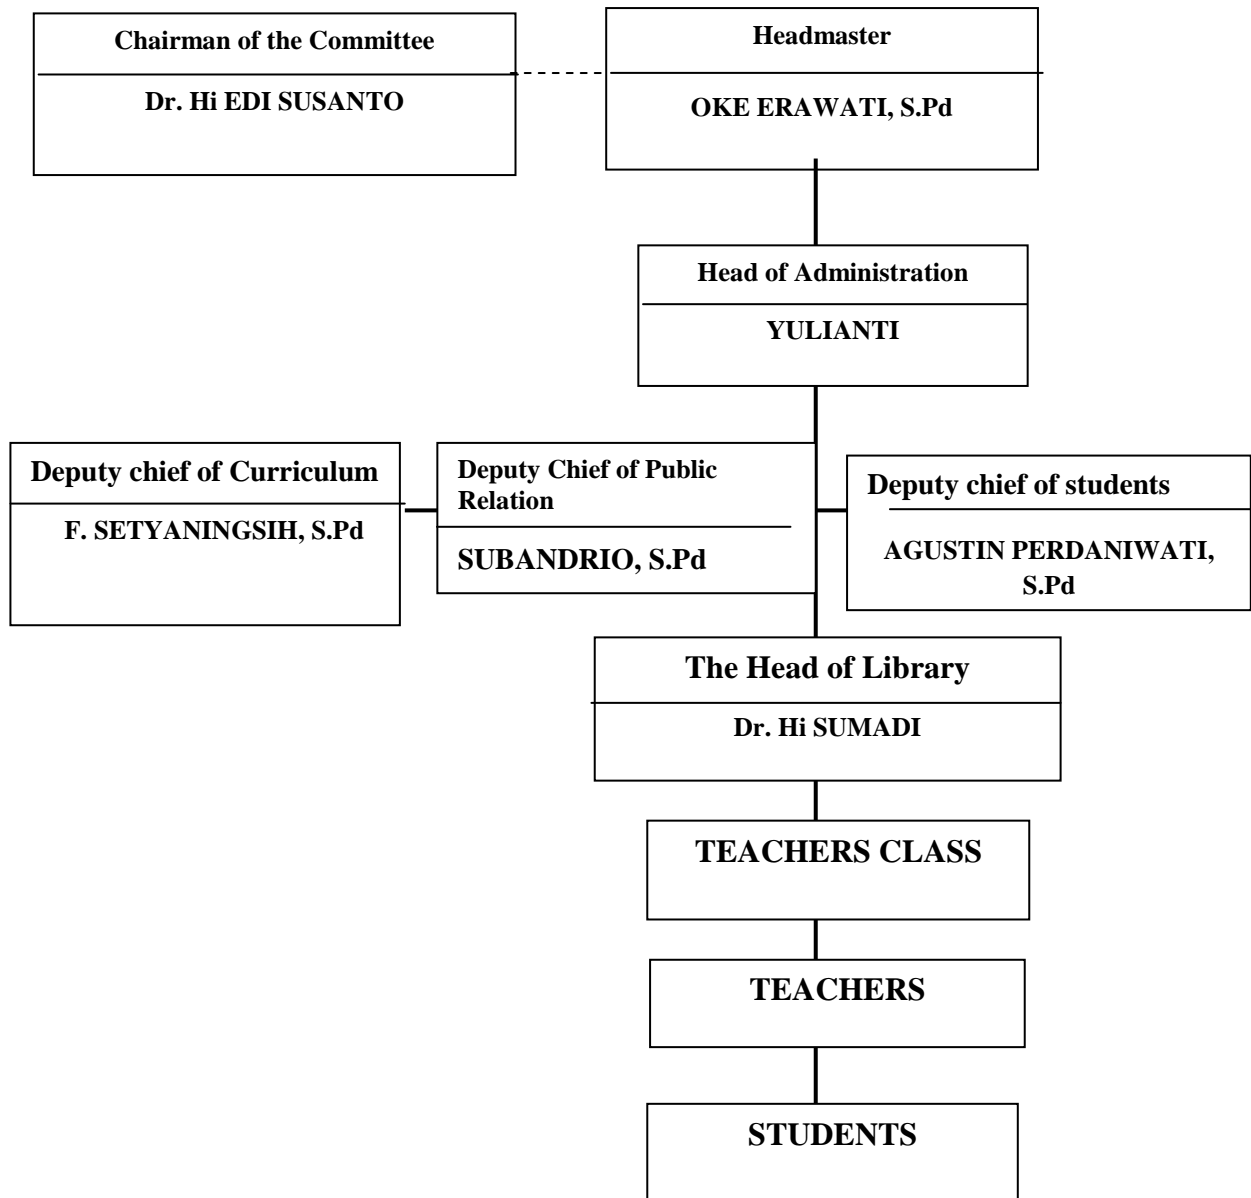 Chairman of the Committee
Dr. Hi EDI SUSANTO
Headmaster
OKE ERAWATI, S.Pd
Head of Administration
YULIANTI
Deputy chief of Curriculum
F. SETYANINGSIH, S.Pd
Deputy Chief of Public
Relation
SUBANDRIO, S.Pd
Deputy chief of students
AGUSTIN PERDANIWATI,
S.Pd
The Head of Library
Dr. Hi SUMADI
TEACHERS CLASS
TEACHERS
STUDENTS